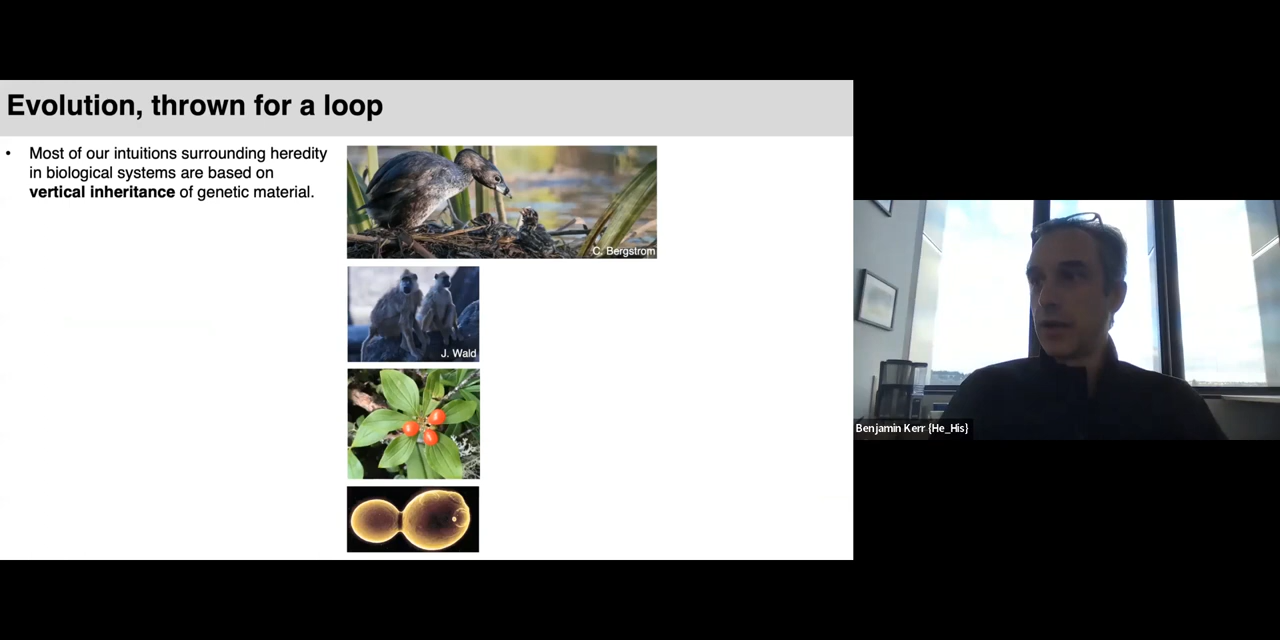 Evolution, thrown for a loop
• Most of our intuitions surrounding heredity
in biological systems are based on
vertical inheritance of genetic material.
C. Bergstrom
J. Wald
Benjamin Kerr {He_His}